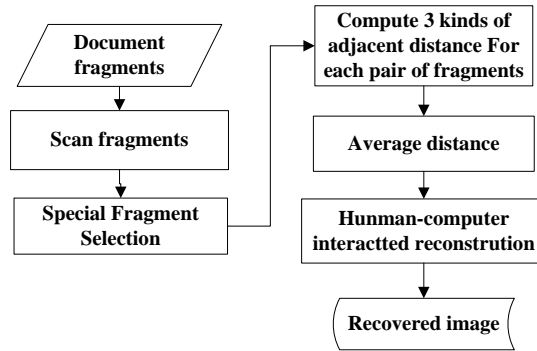 Document
fragments
Scan fragments
Special Fragment
Selection
Compute 3 kinds of
adjacent distance For
each pair of fragments
Average distance
Hunman-computer
interactted reconstrution
Recovered image